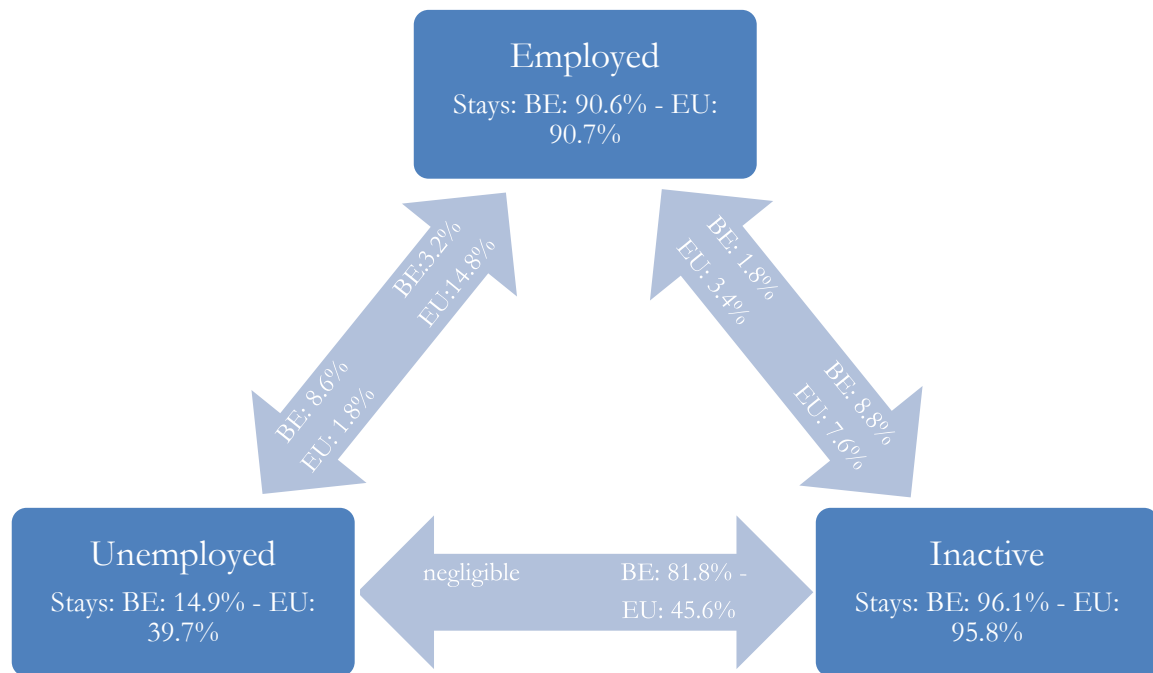 Employed
Stays: BE: 90.6% - EU:
90.7%
BE:3.2%
EU:14.8%
BE: 1.8%
EU: 3.4%
BE: 8.6%
EU: 1.8%
BE: 8.8%
EU: 7.6%
Unemployed
Stays: BE: 14.9% - EU:
39.7%
negligible
BE: 81.8% -
EU: 45.6%
Inactive
Stays: BE: 96.1% - EU:
95.8%